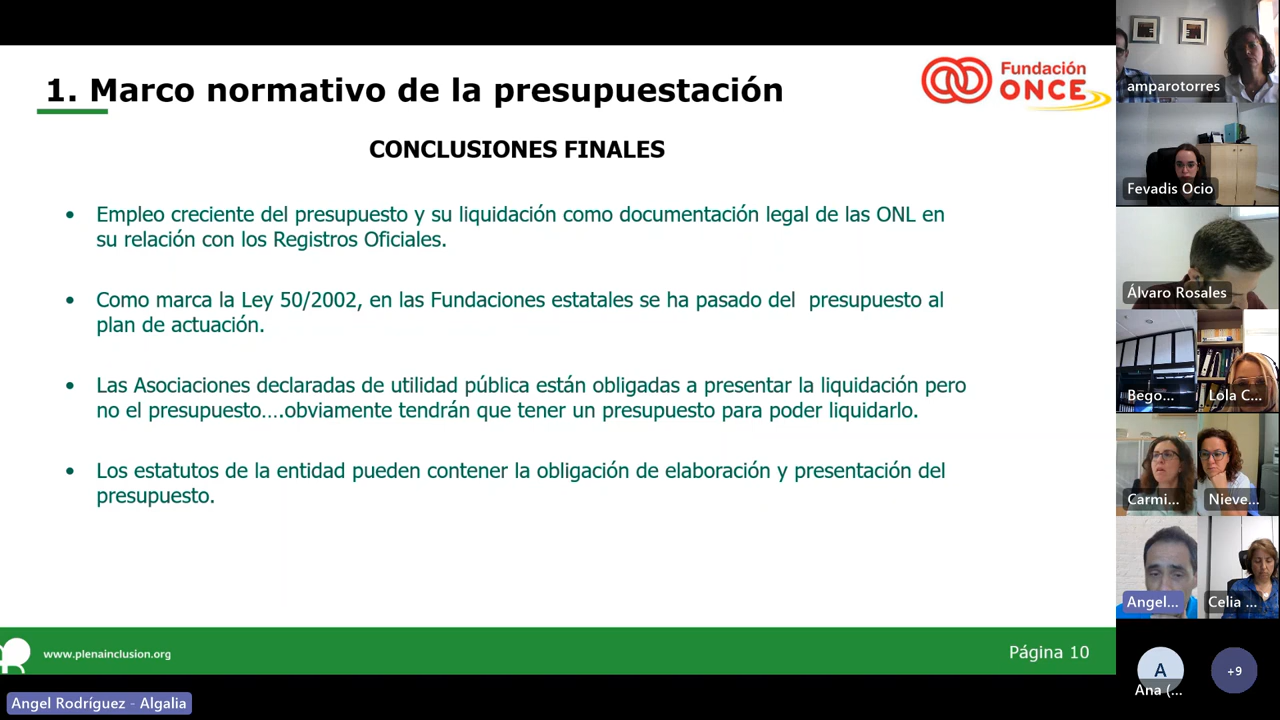 1. Marco normativo de la presupuestación
Fundación
ONCE
CONCLUSIONES FINALES
• Empleo creciente del presupuesto y su liquidación como documentación legal de las ONL en
su relación con los Registros Oficiales.
• Como marca la Ley 50/2002, en las Fundaciones estatales se ha pasado del  presupuesto al
plan de actuación.
• Las Asociaciones declaradas de utilidad pública están obligadas a presentar la liquidación pero
no el presupuesto….obviamente tendrán que tener un presupuesto para poder liquidarlo.
• Los estatutos de la entidad pueden contener la obligación de elaboración y presentación del
presupuesto.
www.plenainclusion.org
Página 10
Angel Rodríguez - Algalia
amparotorres
Fevadis Ocio
Álvaro Rosales
Bego...
Lola C...
Carmi...
Nieve...
Angel...
Celia ...
A
Ana (...
+9